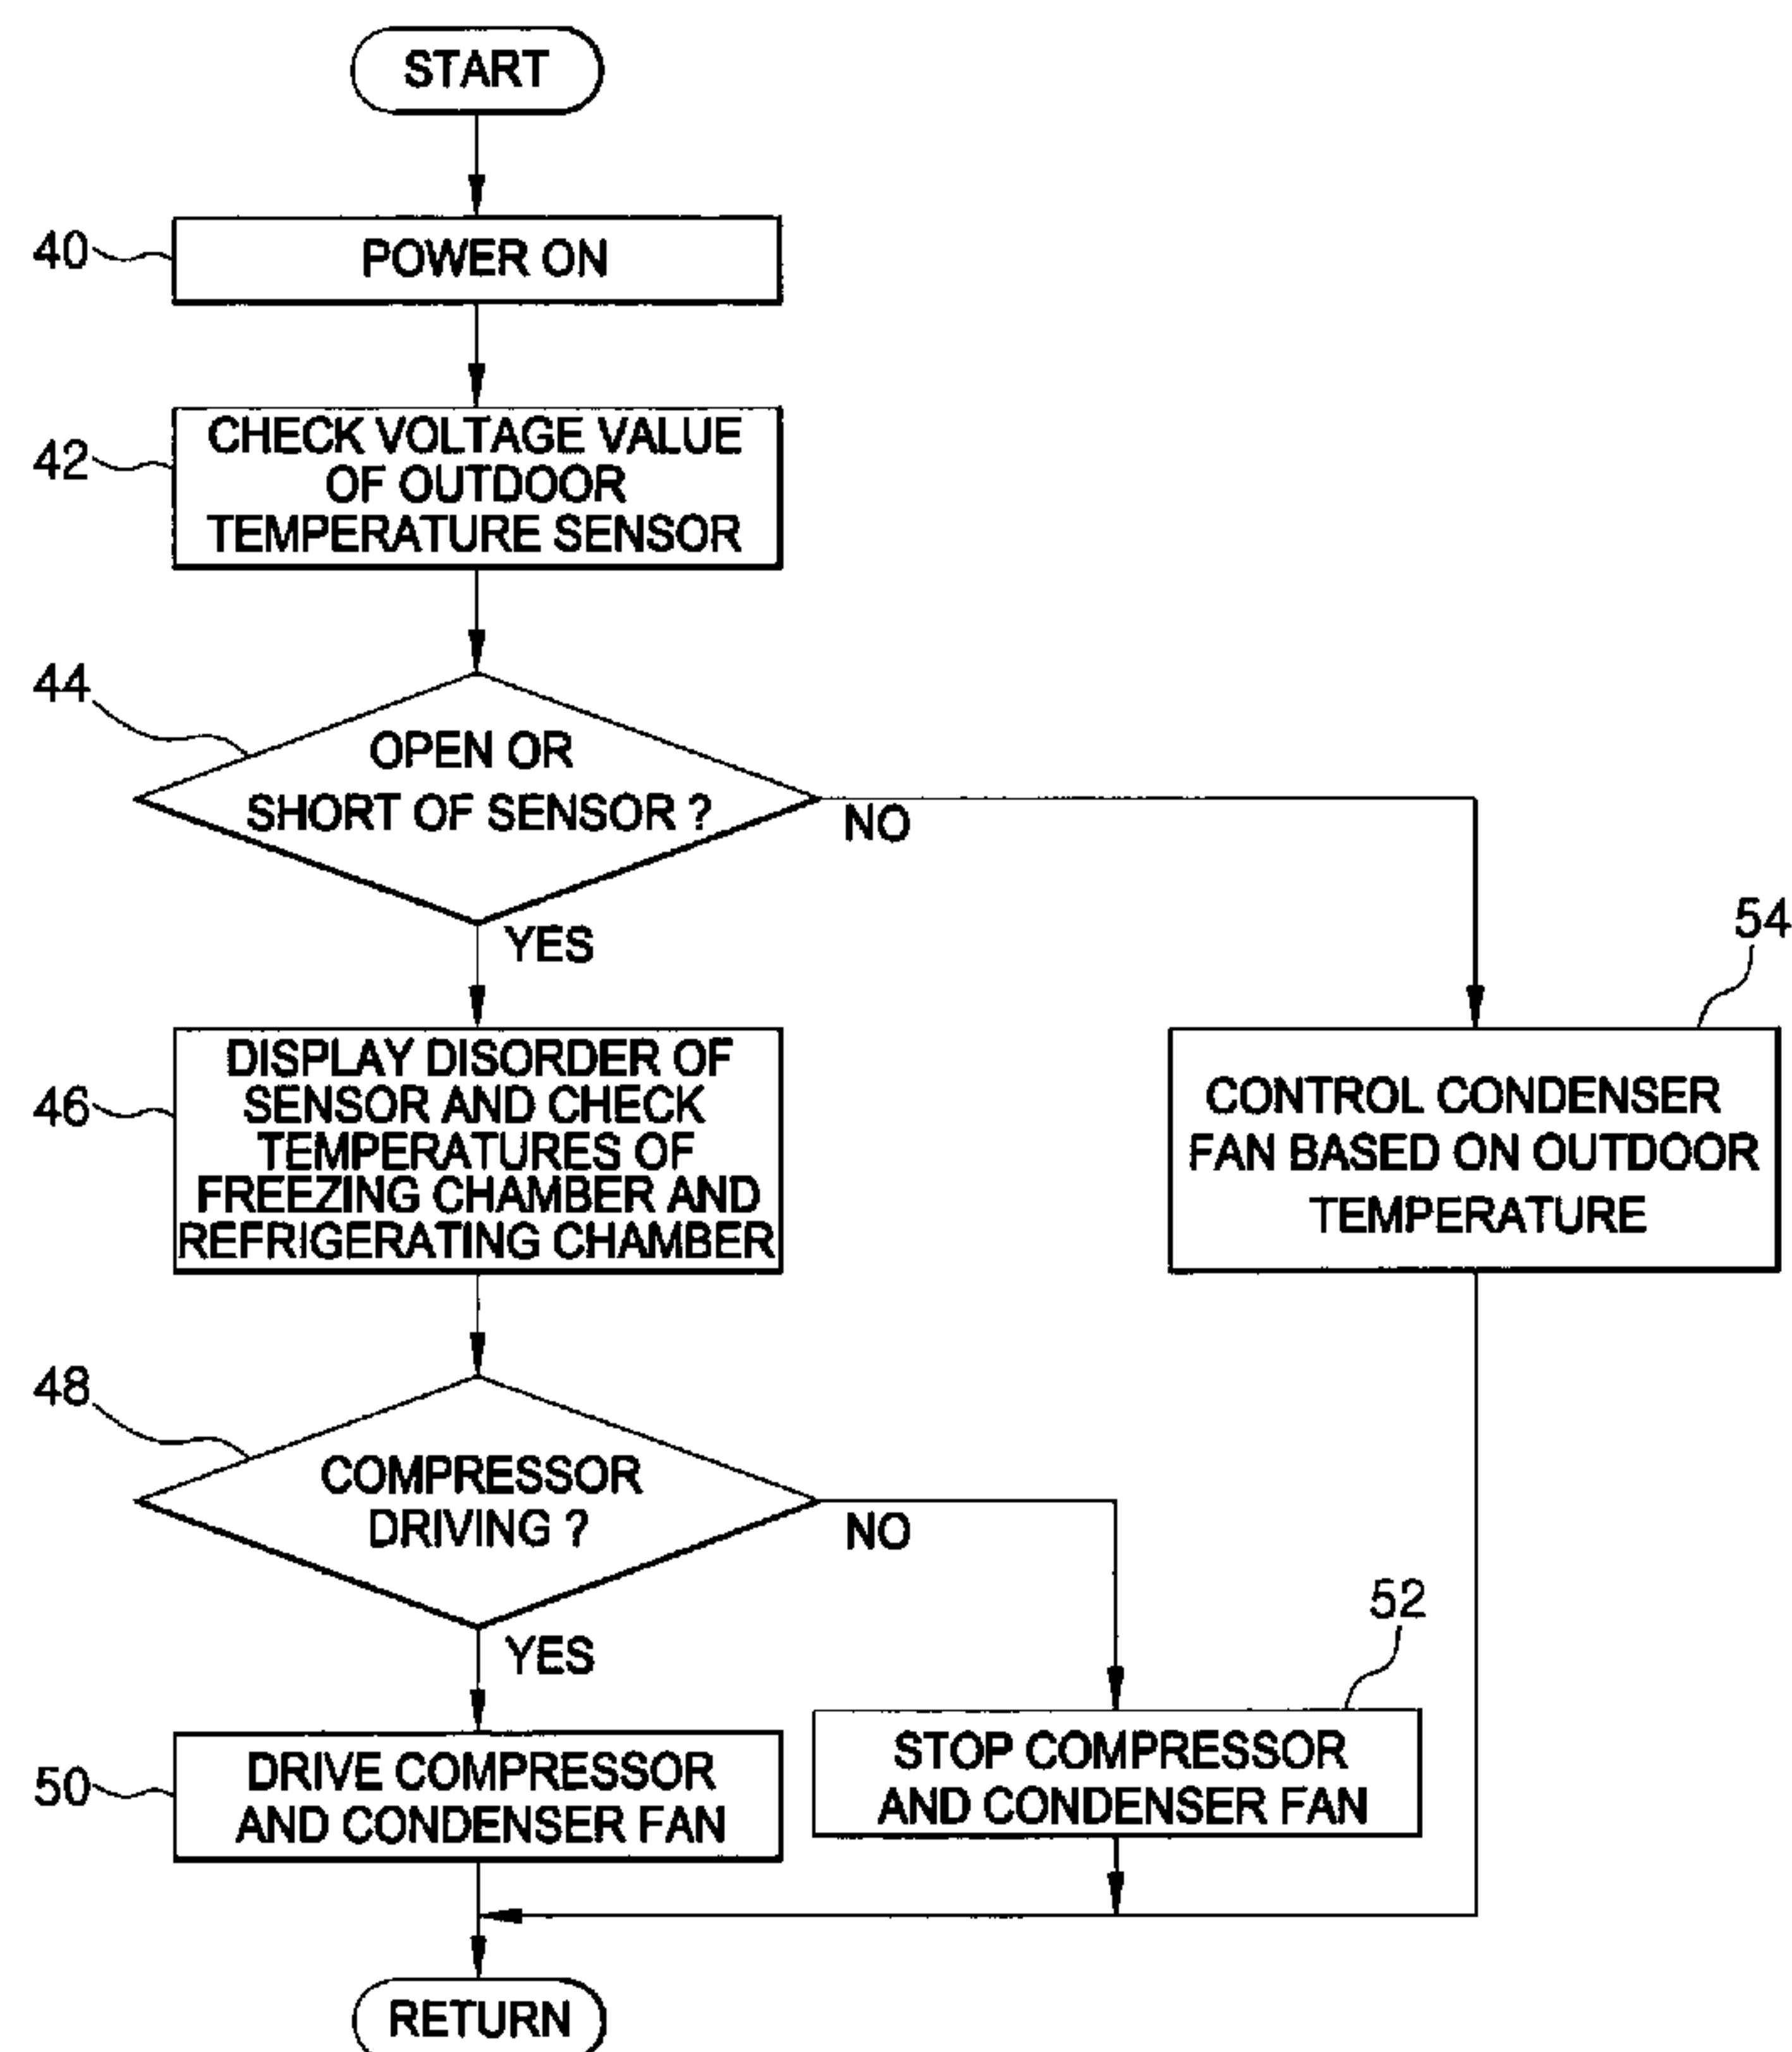 START
40
POWER ON
42
CHECK VOLTAGE VALUE
OF OUTDOOR
TEMPERATURE SENSOR
44
OPEN OR
SHORT OF SENSOR ?
NO
YES
54
46
DISPLAY DISORDER OF
SENSOR AND CHECK
TEMPERATURES OF
FREEZING CHAMBER AND
REFRIGERATING CHAMBER
CONTROL CONDENSER
FAN BASED ON OUTDOOR
TEMPERATURE
48
COMPRESSOR
DRIVING ?
NO
YES
52
50
DRIVE COMPRESSOR
AND CONDENSER FAN
STOP COMPRESSOR
AND CONDENSER FAN
RETURN